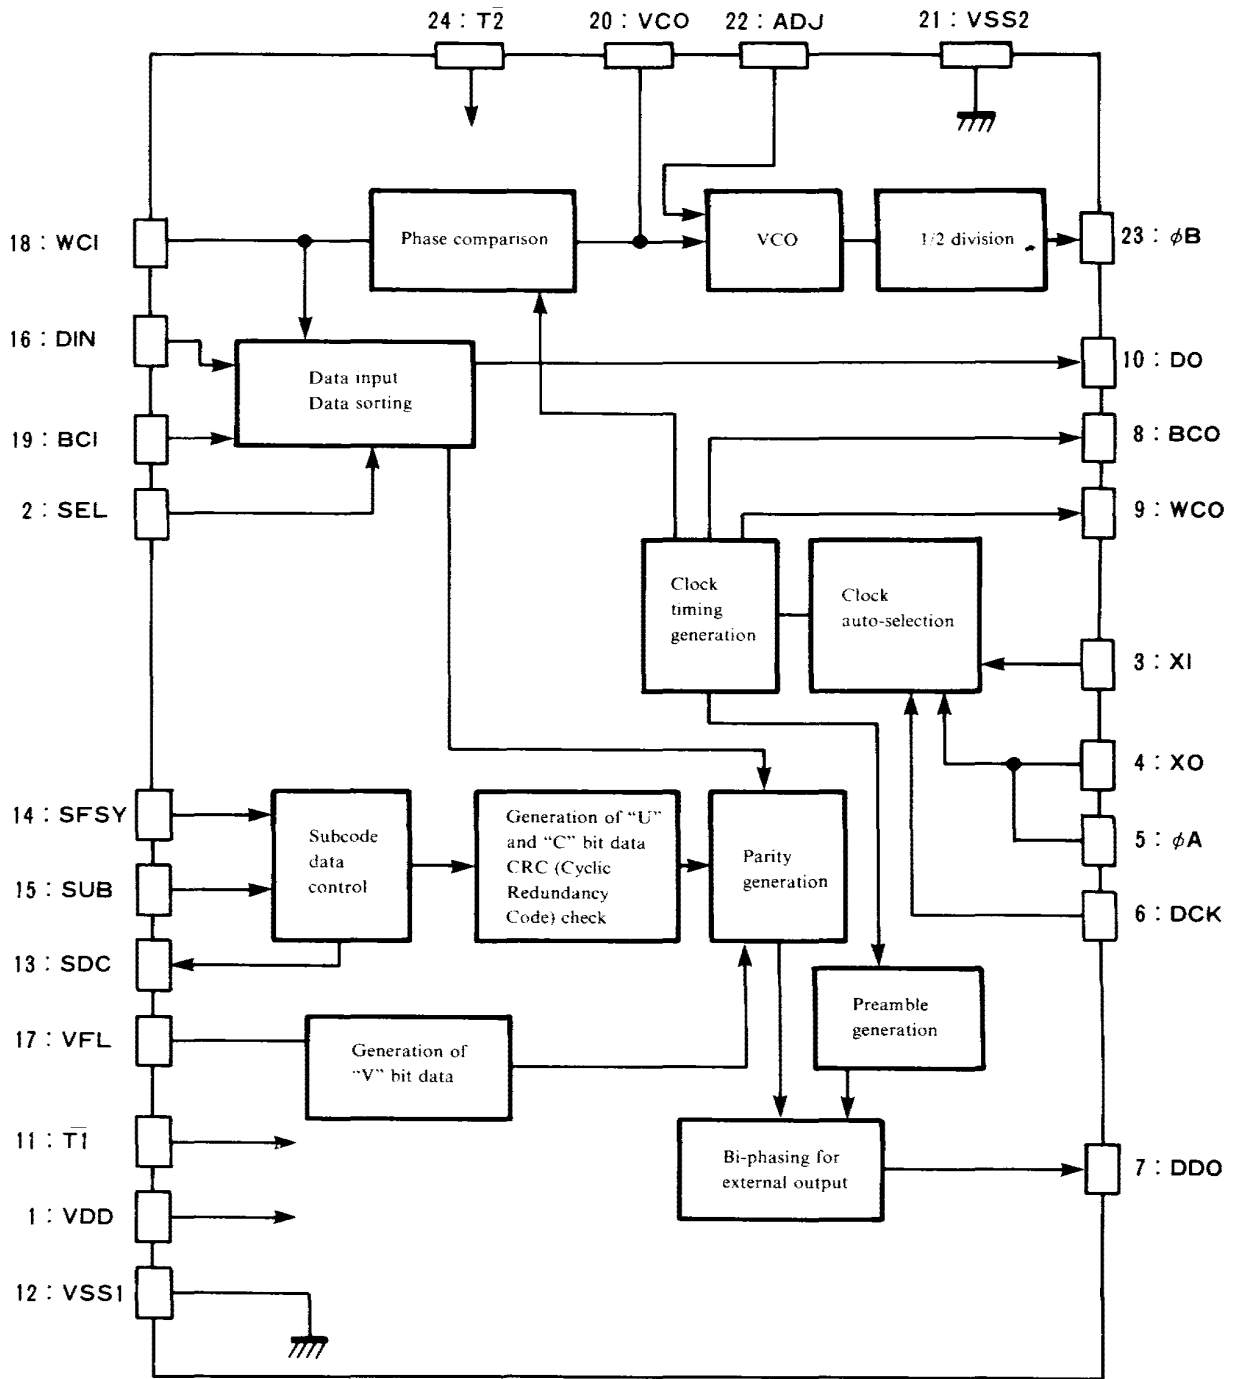 24 : T̅2̅
20 : VCO
22 : ADJ
21 : VSS2
18 : WCI
Phase comparison
VCO
1/2 division
23 : φB
16 : DIN
10 : DO
Data input
Data sorting
19 : BCI
8 : BCO
2 : SEL
9 : WCO
Clock
timing
generation
Clock
auto-selection
3 : XI
4 : XO
14 : SFSY
Subcode
data
control
Generation of “U”
and “C” bit data
CRC (Cyclic
Redundancy
Code) check
Parity
generation
5 : φA
15 : SUB
6 : DCK
13 : SDC
Preamble
generation
17 : VFL
Generation of
“V” bit data
11 : T̅1̅
Bi-phasing for
external output
7 : DDO
1 : VDD
12 : VSS1